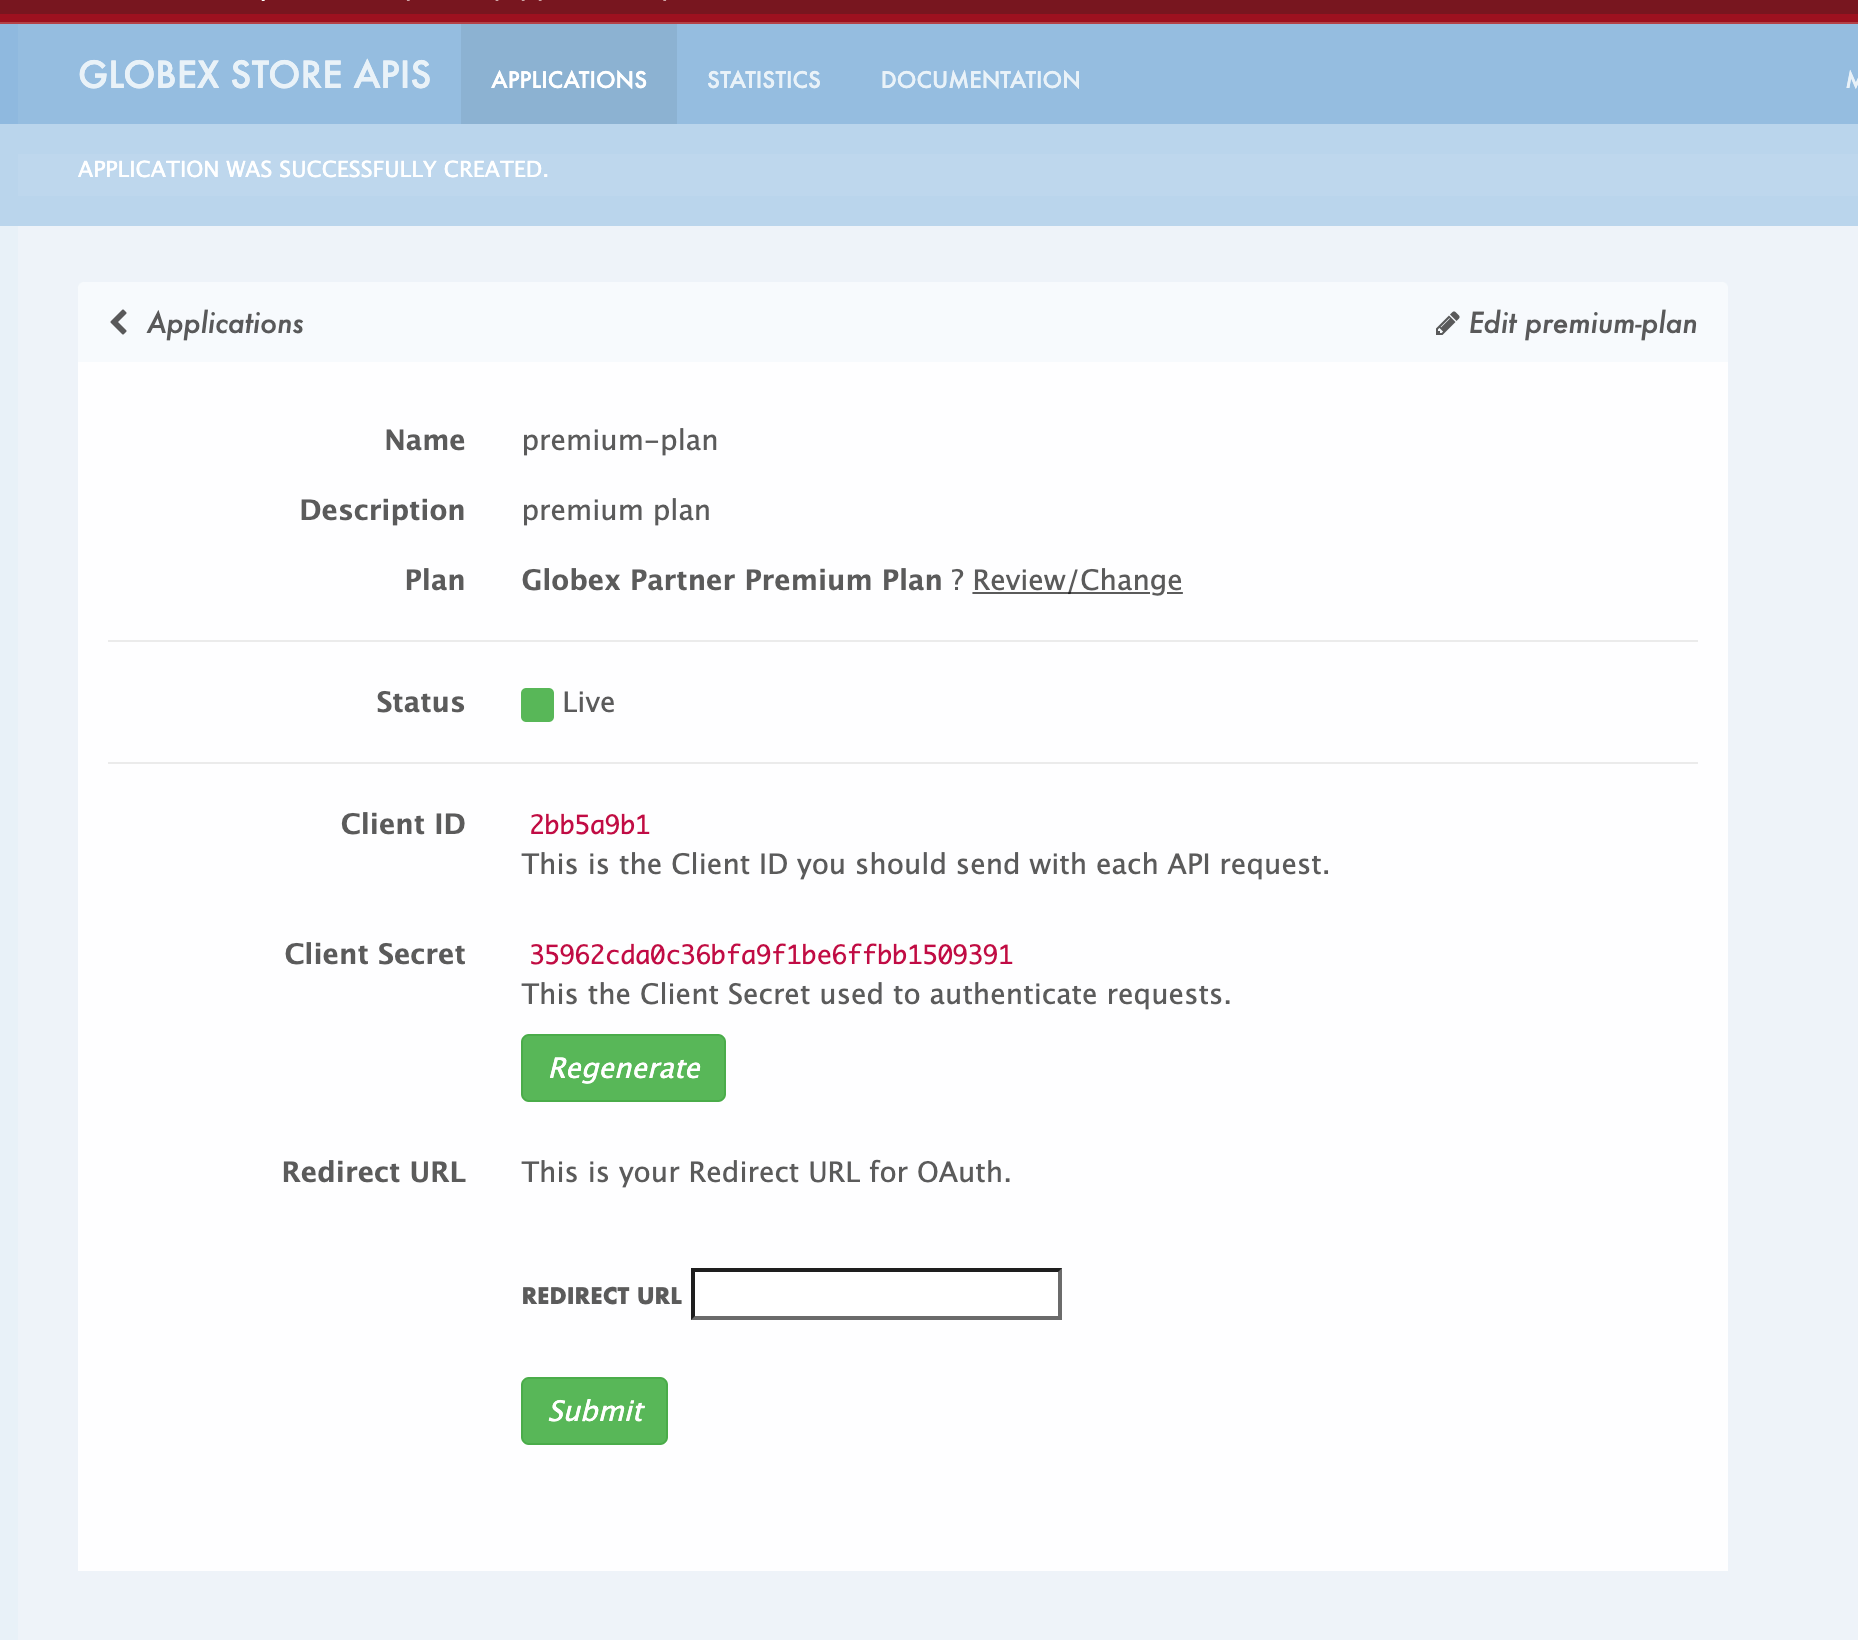 GLOBEX STORE APIS APPLICATIONS STATISTICS DOCUMENTATION
APPLICATION WAS SUCCESSFULLY CREATED.
Applications Edit premium-plan
Name premium-plan
Description premium plan
Plan Globex Partner Premium Plan ? Review/Change
Status Live
Client ID 2bb5a9b1
This is the Client ID you should send with each API request.
Client Secret 35962cda0c36bfa9f1be6ffbb1509391
This the Client Secret used to authenticate requests.
Regenerate
Redirect URL This is your Redirect URL for OAuth.
REDIRECT URL
Submit